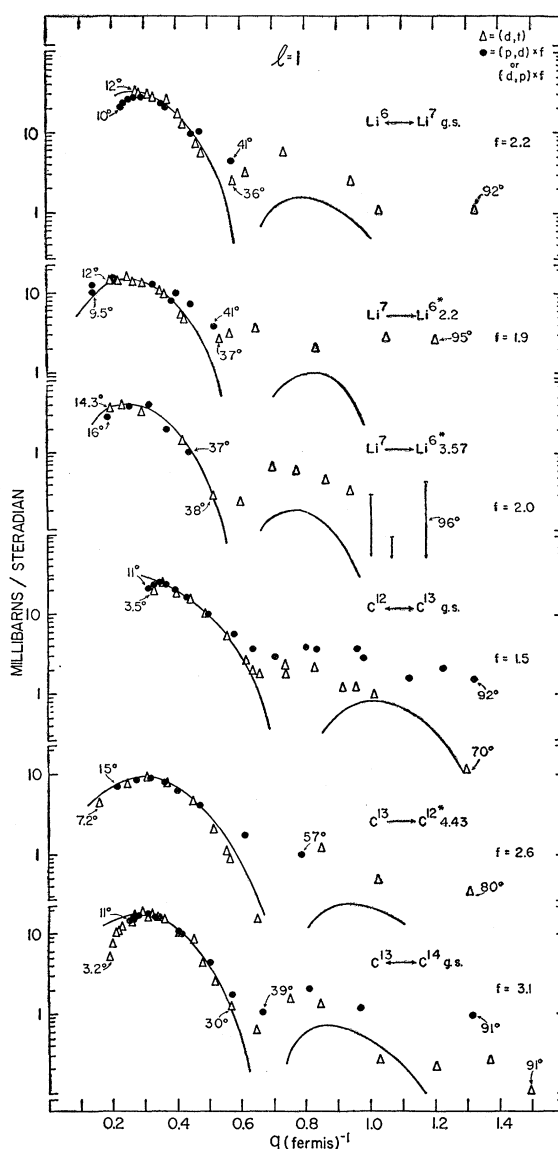 ℓ=1
Δ=(d,t)
●=(p,d)×f
or
(d,p)×f
12°
10°
41°
36°
92°
Li⁶ ⟷ Li⁷ g.s.
f=2.2
10
1
12°
9.5°
41°
37°
95°
Li⁷ ⟶ Li⁶* 2.2
f=1.9
10
1
14.3°
16°
37°
38°
96°
Li⁷ ⟶ Li⁶* 3.57
f=2.0
1
.1
11°
3.5°
92°
70°
C¹² ⟷ C¹³ g.s.
f=1.5
10
1
15°
7.2°
57°
80°
C¹³ ⟶ C¹²* 4.43
f=2.6
10
1
11°
3.2°
30°
39°
91°
91°
C¹³ ⟷ C¹⁴ g.s.
f=3.1
10
1
MILLIBARNS / STERADIAN
0 0.2 0.4 0.6 0.8 1.0 1.2 1.4 1.6
q (fermis)⁻¹